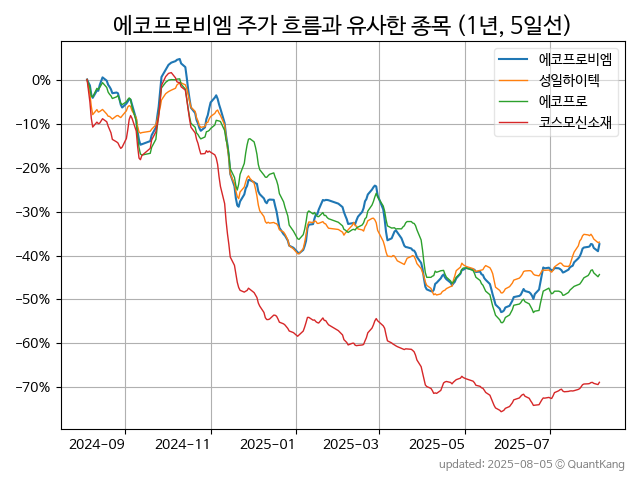 에코프로비엠 주가 흐름과 유사한 종목 (1년, 5일선)
에코프로비엠
성일하이텍
에코프로
코스모신소재
0%
−10%
−20%
−30%
−40%
−50%
−60%
−70%
2024-09 2024-11 2025-01 2025-03 2025-05 2025-07
updated: 2025-08-05 © QuantKang